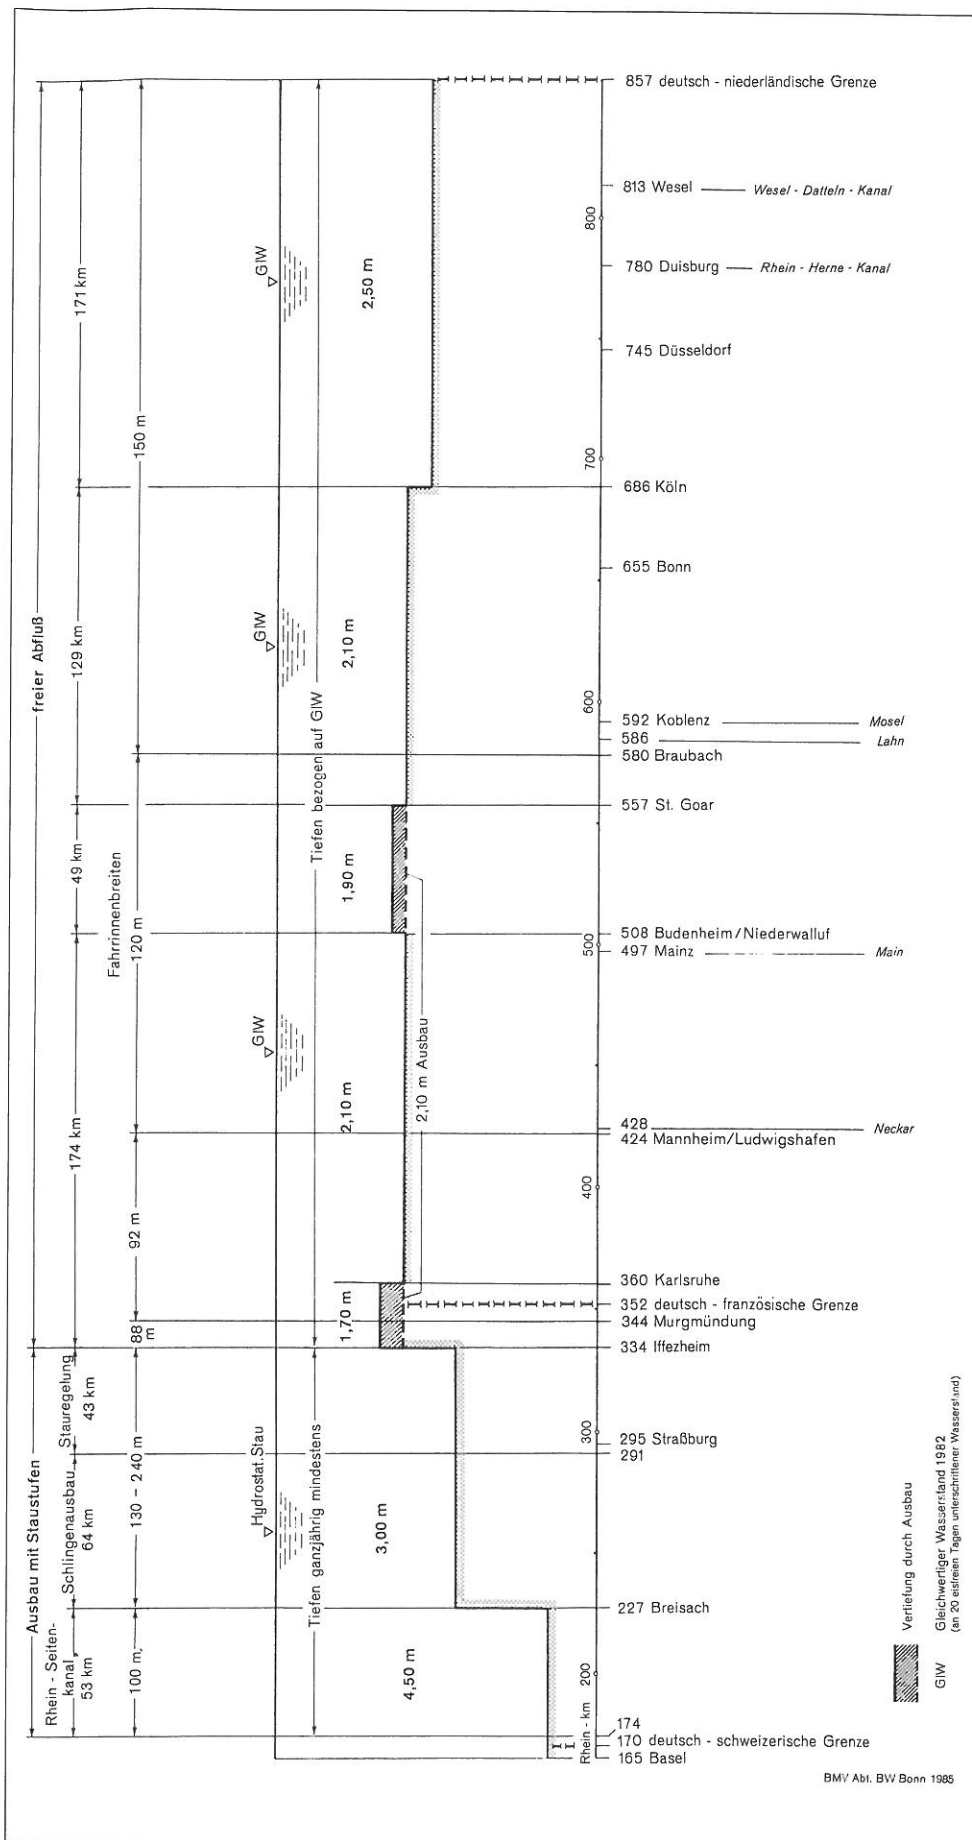 857 deutsch - niederländische Grenze
813 Wesel
Wesel - Datteln - Kanal
800
780 Duisburg
Rhein - Herne - Kanal
745 Düsseldorf
700
686 Köln
655 Bonn
600
592 Koblenz
Mosel
586
Lahn
580 Braubach
557 St. Goar
508 Budenheim/Niederwalluf
500
497 Mainz
Main
428
Neckar
424 Mannheim/Ludwigshafen
400
360 Karlsruhe
352 deutsch - französische Grenze
344 Murgmündung
334 Iffezheim
300
295 Straßburg
291
227 Breisach
200
174
170 deutsch - schweizerische Grenze
165 Basel
Rhein - km
freier Abfluß
Ausbau mit Staustufen
171 km
129 km
49 km
174 km
Stauregelung
43 km
Schlingenausbau
64 km
Rhein - Seiten-
kanal
53 km
Fahrrinnenbreiten
150 m
120 m
92 m
88
m
130 - 240 m
100 m,
GlW
GlW
GlW
Hydrostat. Stau
Tiefen bezogen auf GlW
Tiefen ganzjährig mindestens
2,50 m
2,10 m
1,90 m
2,10 m
1,70 m
3,00 m
4,50 m
2,10 m Ausbau
Vertiefung durch Ausbau
GlW
Gleichwertiger Wasserstand 1982
(an 20 eisfreien Tagen unterschrittener Wasserstand)
BMV Abt. BW Bonn 1985